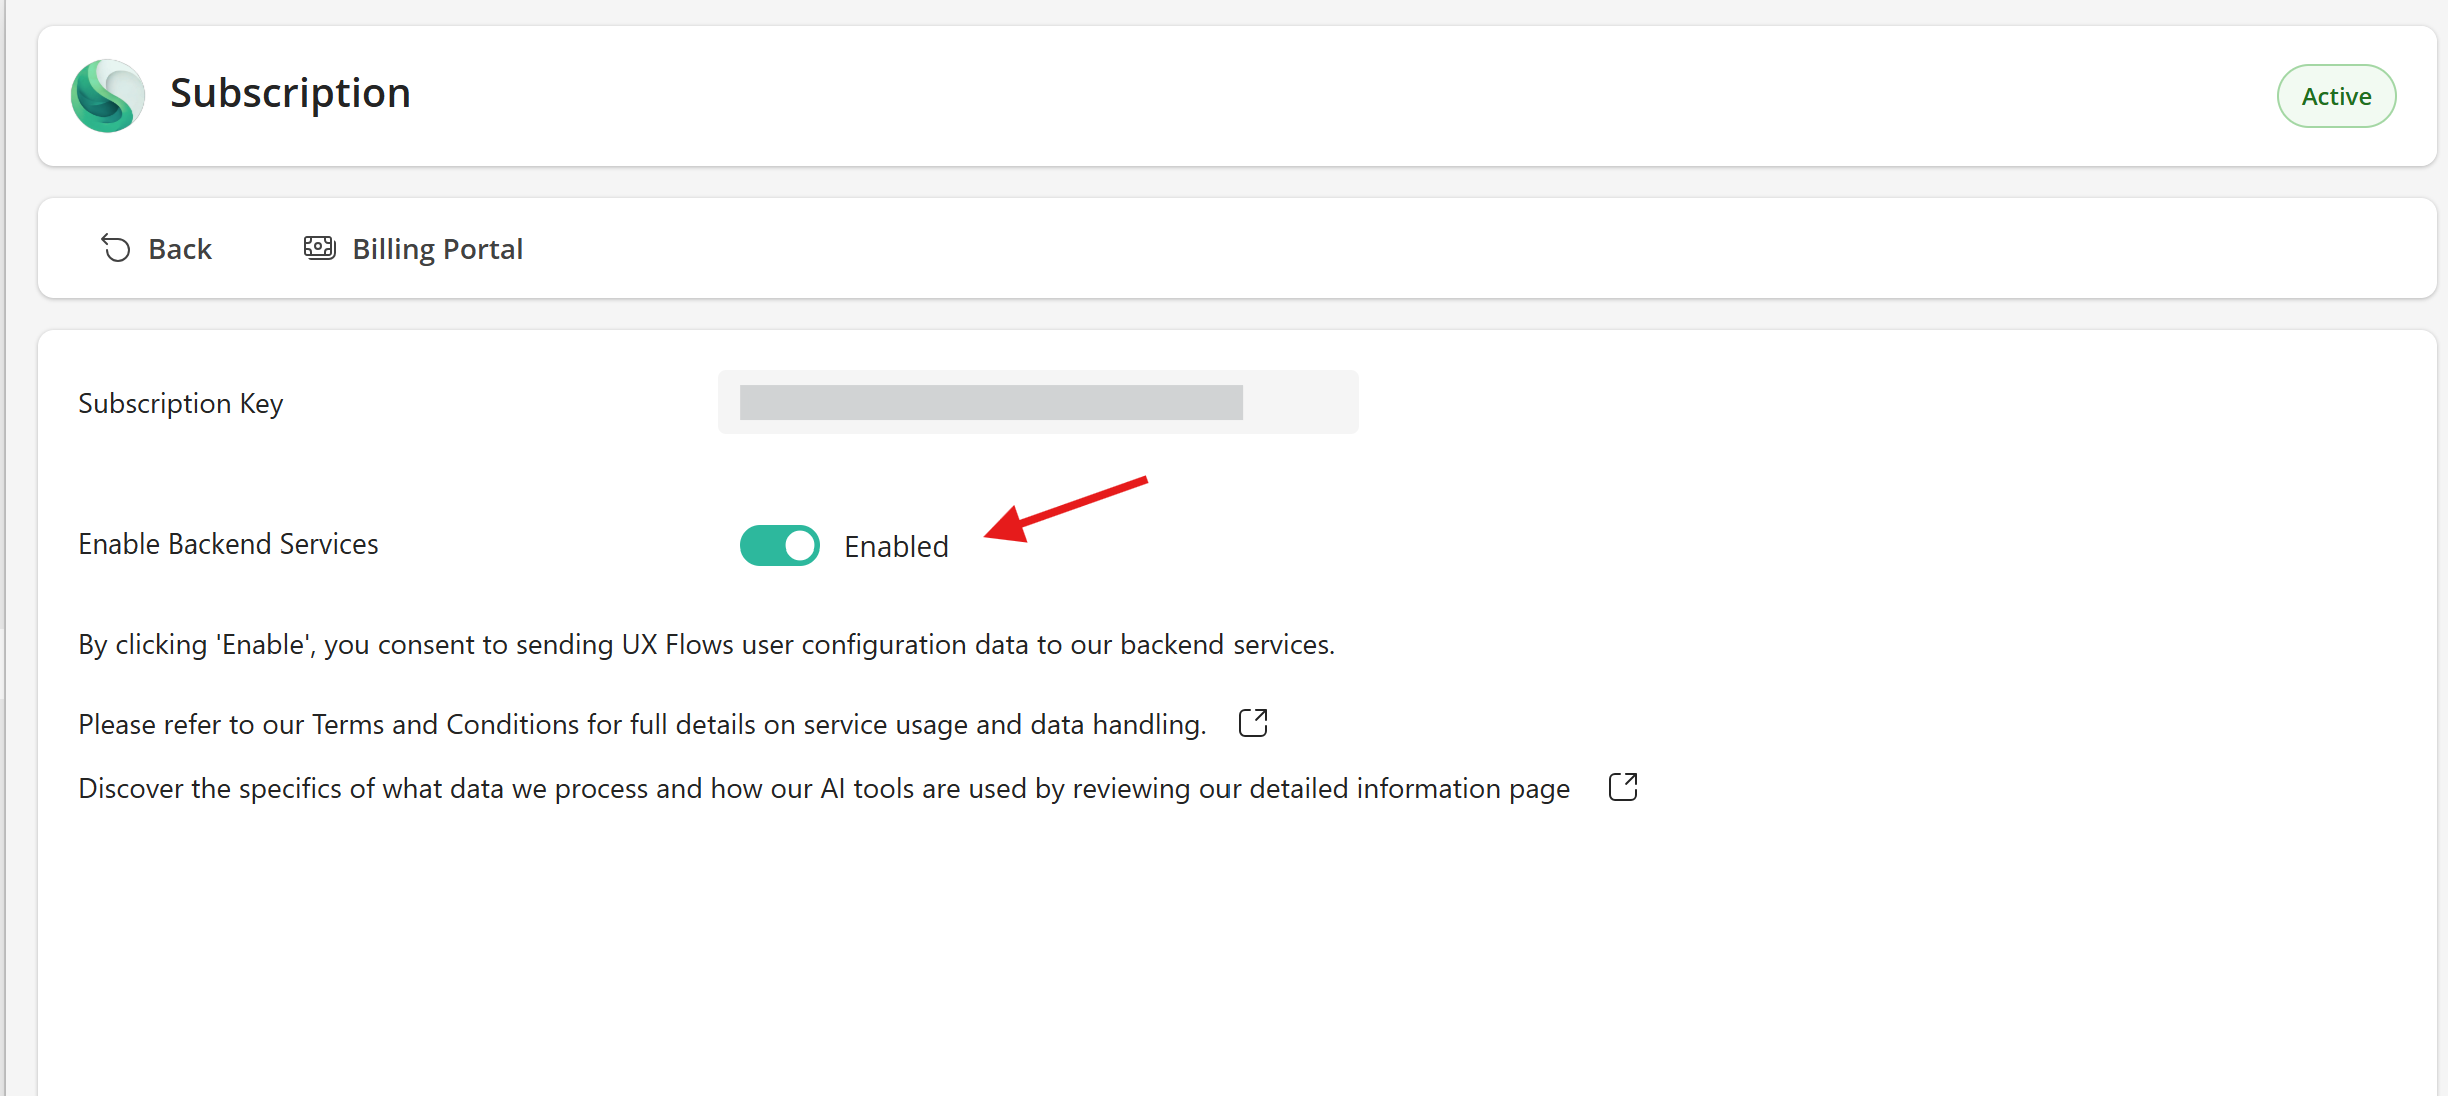 Subscription
Active
Back
Billing Portal
Subscription Key
Enable Backend Services
Enabled
By clicking 'Enable', you consent to sending UX Flows user configuration data to our backend services.
Please refer to our Terms and Conditions for full details on service usage and data handling.
Discover the specifics of what data we process and how our AI tools are used by reviewing our detailed information page